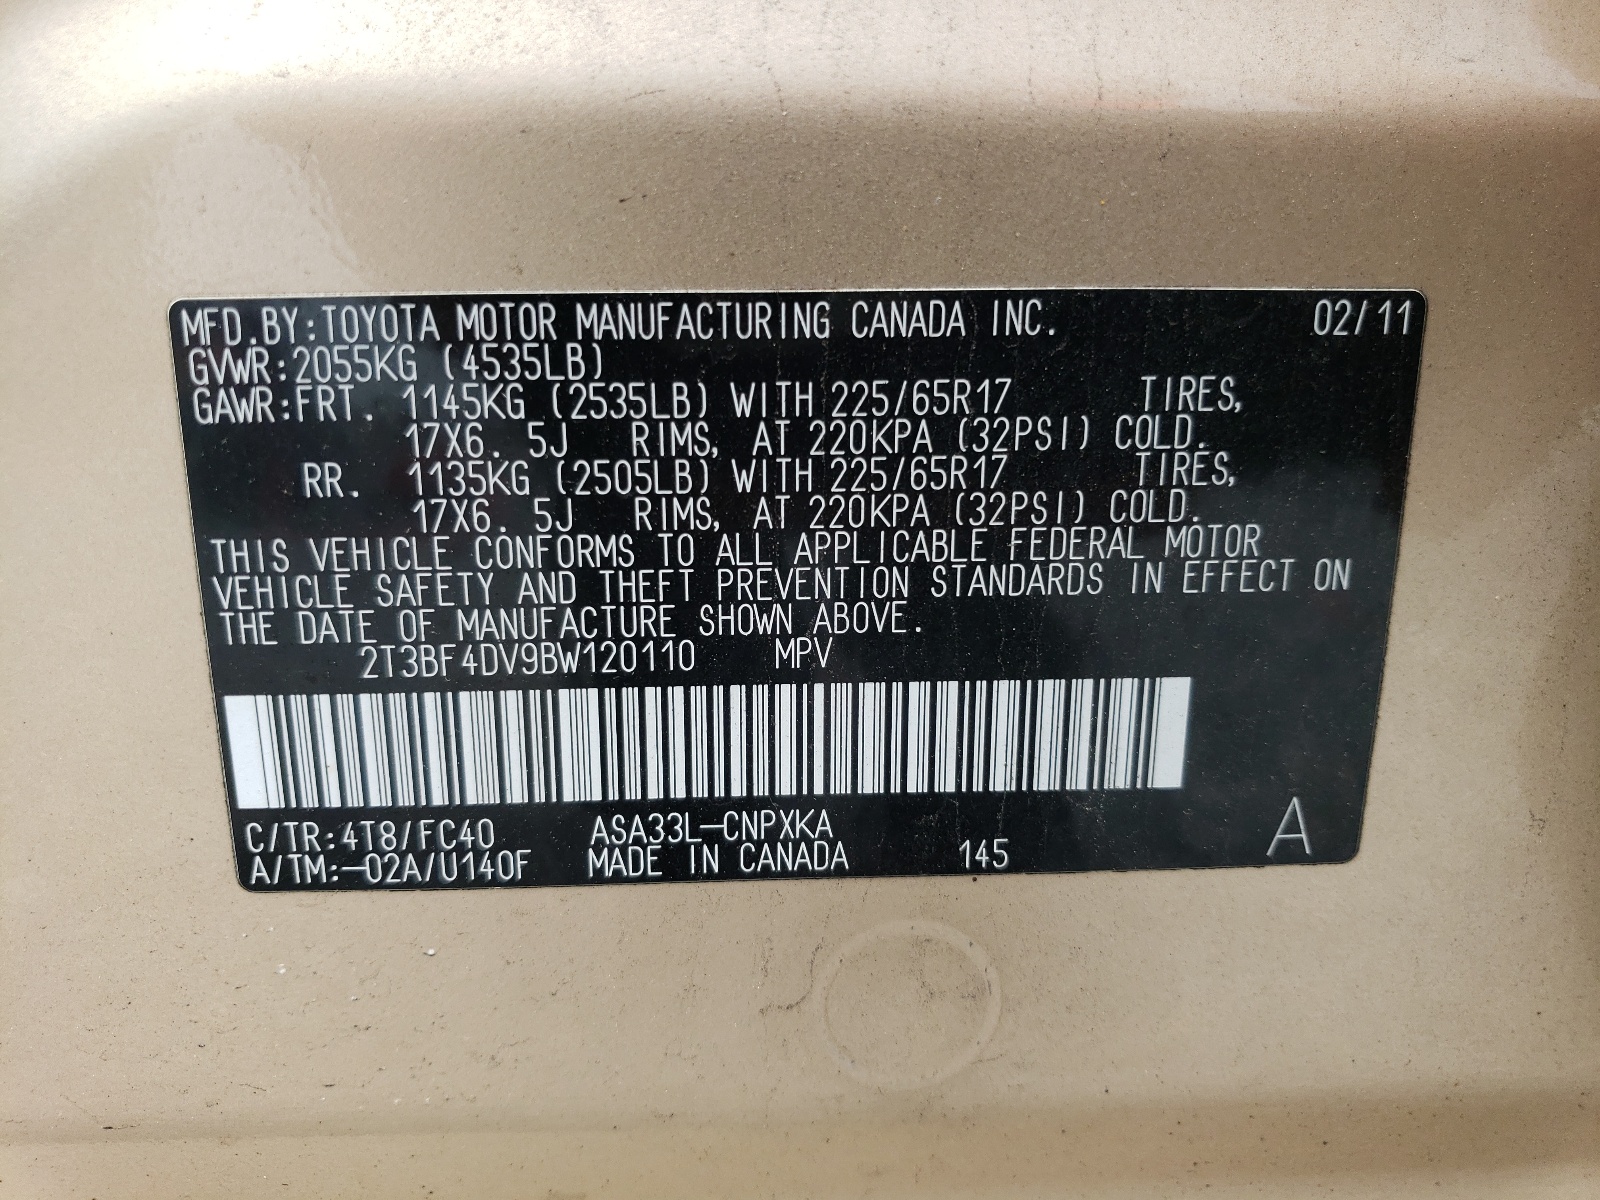 MFD.BY:TOYOTA MOTOR MANUFACTURING CANADA INC. 02/11
GVWR:2055KG (4535LB)
GAWR:FRT. 1145KG (2535LB) WITH 225/65R17 TIRES,
17X6. 5J RIMS, AT 220KPA (32PSI) COLD.
RR. 1135KG (2505LB) WITH 225/65R17 TIRES,
17X6. 5J RIMS, AT 220KPA (32PSI) COLD.
THIS VEHICLE CONFORMS TO ALL APPLICABLE FEDERAL MOTOR
VEHICLE SAFETY AND THEFT PREVENTION STANDARDS IN EFFECT ON
THE DATE OF MANUFACTURE SHOWN ABOVE.
2T3BF4DV9BW120110 MPV
C/TR:4T8/FC40 ASA33L-CNPXKA A
A/TM:-02A/U140F MADE IN CANADA 145